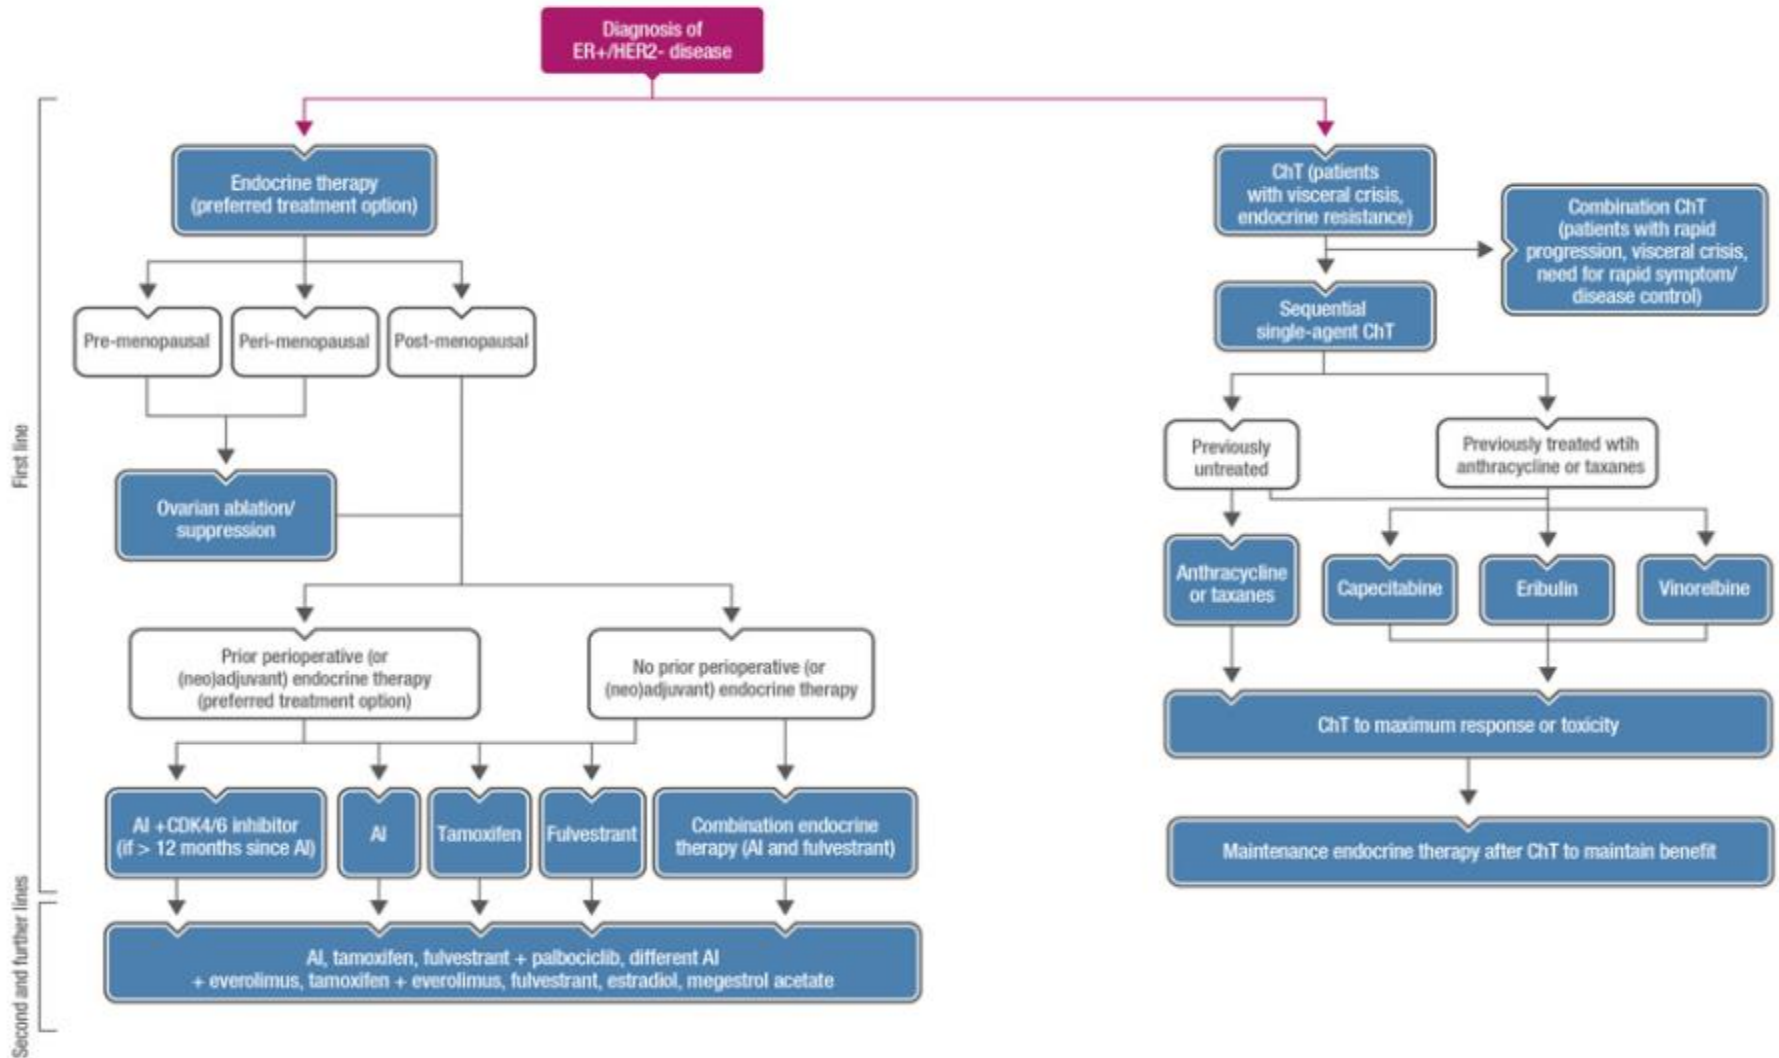 Diagnosis of
ER+/HER2- disease
First line
Endocrine therapy
(preferred treatment option)
Pre-menopausal
Peri-menopausal
Post-menopausal
Ovarian ablation/
suppression
Prior perioperative (or
(neo)adjuvant) endocrine therapy
(preferred treatment option)
No prior perioperative (or
(neo)adjuvant) endocrine therapy
AI +CDK4/6 inhibitor
(if > 12 months since AI)
AI
Tamoxifen
Fulvestrant
Combination endocrine
therapy (AI and fulvestrant)
Second and further lines
AI, tamoxifen, fulvestrant + palbociclib, different AI
+ everolimus, tamoxifen + everolimus, fulvestrant, estradiol, megestrol acetate
ChT (patients
with visceral crisis,
endocrine resistance)
Combination ChT
(patients with rapid
progression, visceral crisis,
need for rapid symptom/
disease control)
Sequential
single-agent ChT
Previously
untreated
Previously treated wtih
anthracycline or taxanes
Anthracycline
or taxanes
Capecitabine
Eribulin
Vinorelbine
ChT to maximum response or toxicity
Maintenance endocrine therapy after ChT to maintain benefit